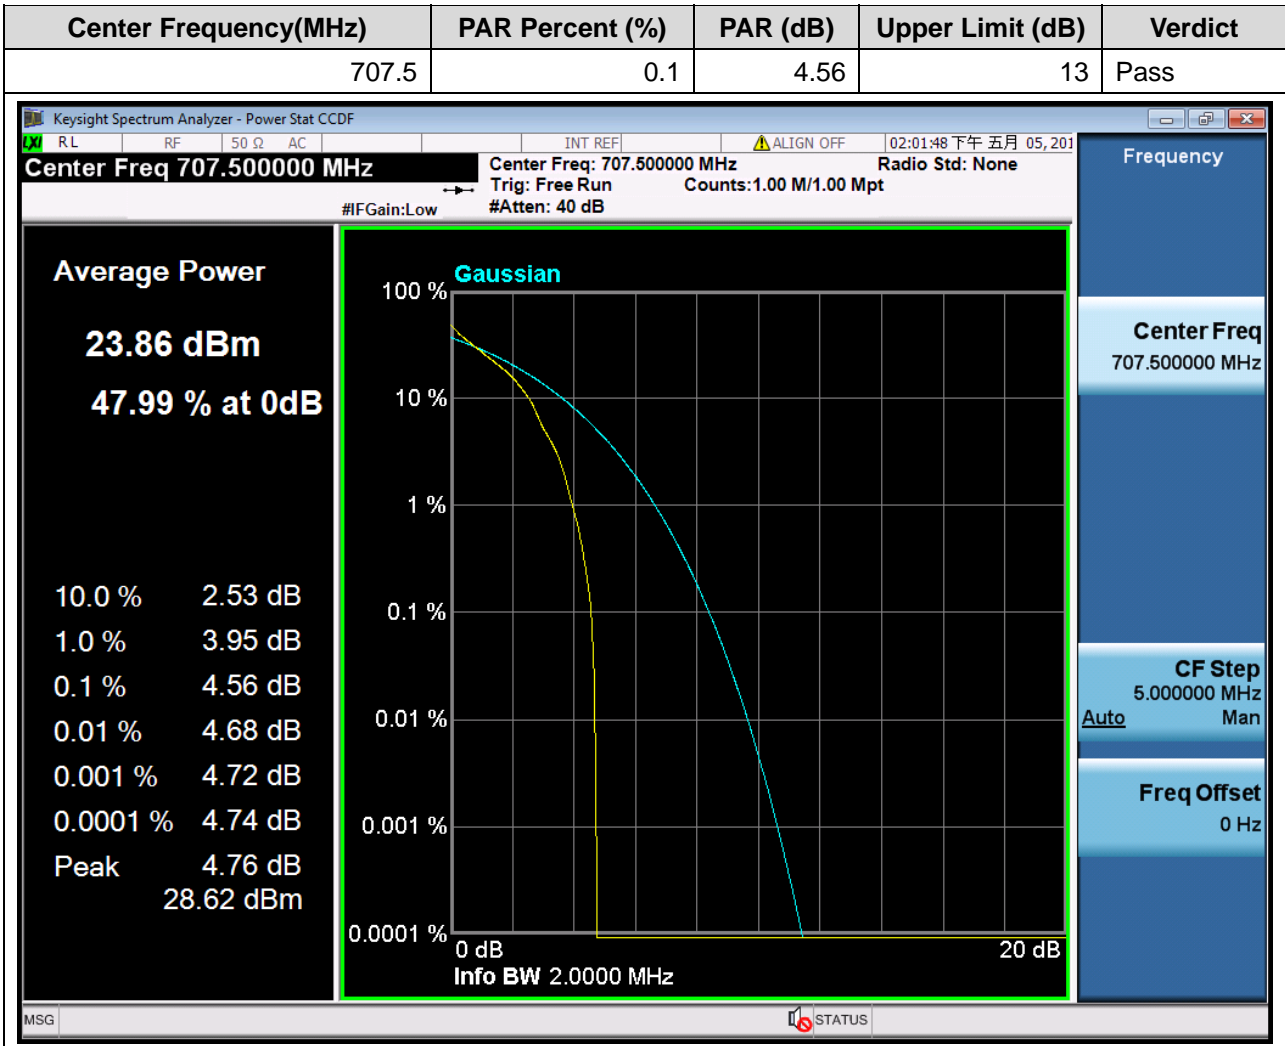 Center Frequency(MHz) PAR Percent (%) PAR (dB) Upper Limit (dB) Verdict
707.5 0.1 4.56 13 Pass
Keysight Spectrum Analyzer - Power Stat CCDF
LXI RL RF 50 Ω AC INT REF ALIGN OFF 02:01:48 下午 五月 05, 201
Center Freq 707.500000 MHz
Center Freq: 707.500000 MHz Radio Std: None
Trig: Free Run Counts:1.00 M/1.00 Mpt
#IFGain:Low #Atten: 40 dB
Frequency
Average Power
23.86 dBm
47.99 % at 0dB
10.0 % 2.53 dB
1.0 % 3.95 dB
0.1 % 4.56 dB
0.01 % 4.68 dB
0.001 % 4.72 dB
0.0001 % 4.74 dB
Peak 4.76 dB
28.62 dBm
Gaussian
100 %
10 %
1 %
0.1 %
0.01 %
0.001 %
0.0001 %
0 dB 20 dB
Info BW 2.0000 MHz
Center Freq
707.500000 MHz
CF Step
5.000000 MHz
Auto Man
Freq Offset
0 Hz
MSG STATUS